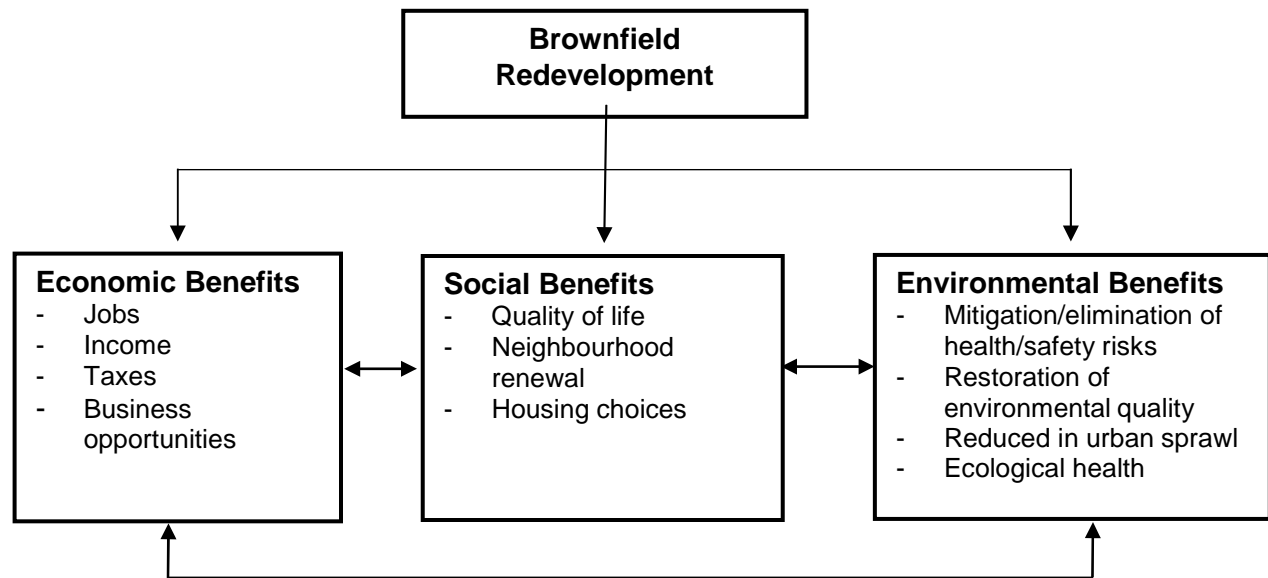 Brownfield
Redevelopment
Economic Benefits
- Jobs
- Income
- Taxes
- Business
opportunities
Social Benefits
- Quality of life
- Neighbourhood
renewal
- Housing choices
Environmental Benefits
- Mitigation/elimination of
health/safety risks
- Restoration of
environmental quality
- Reduced in urban sprawl
- Ecological health